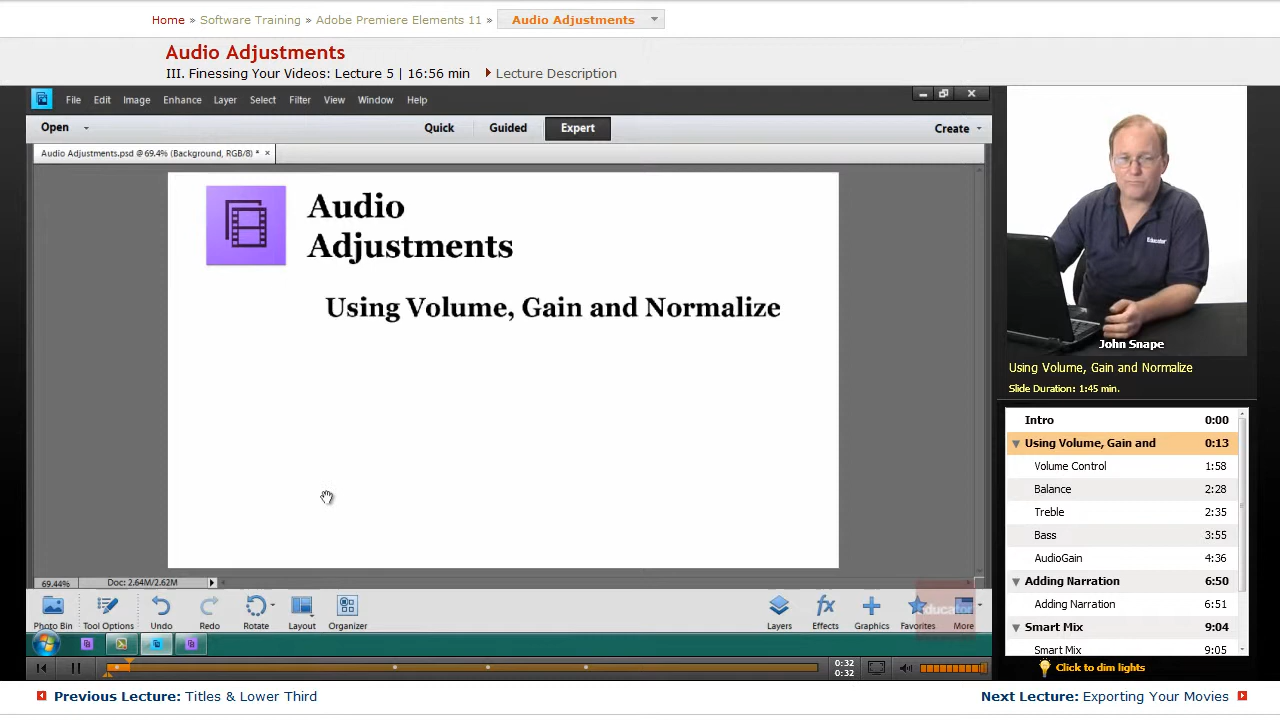 Home » Software Training » Adobe Premiere Elements 11 » Audio Adjustments
Audio Adjustments
III. Finessing Your Videos: Lecture 5 | 16:56 min Lecture Description
File Edit Image Enhance Layer Select Filter View Window Help
Open Quick Guided Expert Create
Audio Adjustments.psd @ 69.4% (Background, RGB/8) * ×
Audio
Adjustments
Using Volume, Gain and Normalize
69.44% Doc: 2.64M/2.62M
Photo Bin Tool Options Undo Redo Rotate Layout Organizer Layers Effects Graphics Favorites More
educator
0:32
0:32
Educator
John Snape
Using Volume, Gain and Normalize
Slide Duration: 1:45 min.
Intro 0:00
Using Volume, Gain and 0:13
Volume Control 1:58
Balance 2:28
Treble 2:35
Bass 3:55
AudioGain 4:36
Adding Narration 6:50
Adding Narration 6:51
Smart Mix 9:04
Smart Mix 9:05
Click to dim lights
Previous Lecture: Titles & Lower Third Next Lecture: Exporting Your Movies